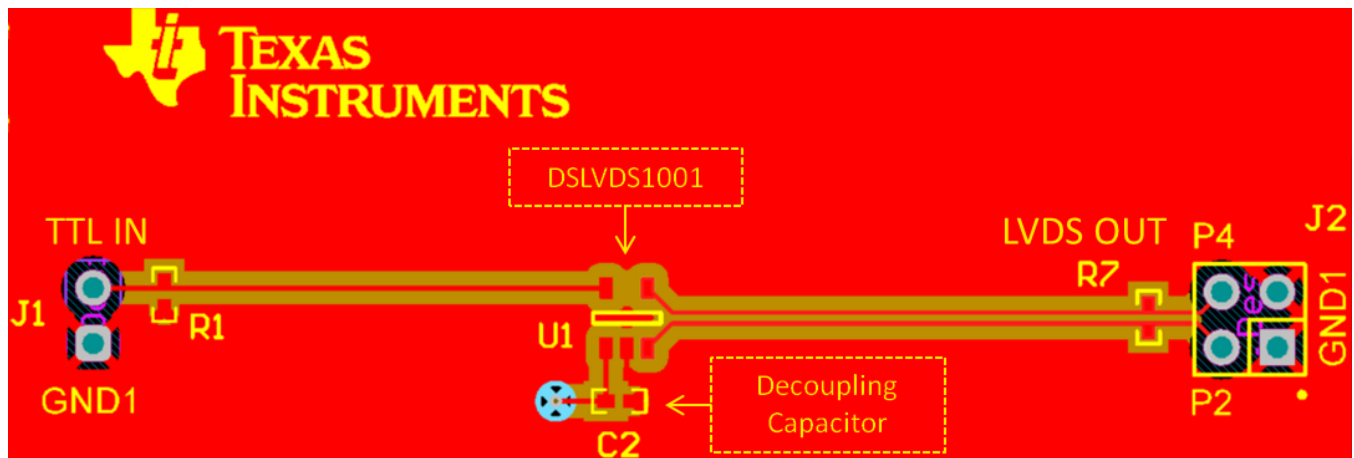 TEXAS
INSTRUMENTS
DSLVDS1001
TTL IN
LVDS OUT
P4
J2
R7
J1
R1
U1
GND1
GND1
Decoupling
Capacitor
P2
C2